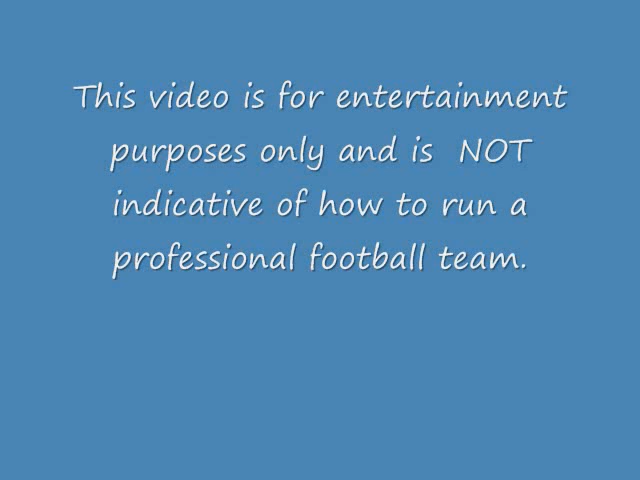 This video is for entertainment
purposes only and is  NOT
indicative of how to run a
professional football team.